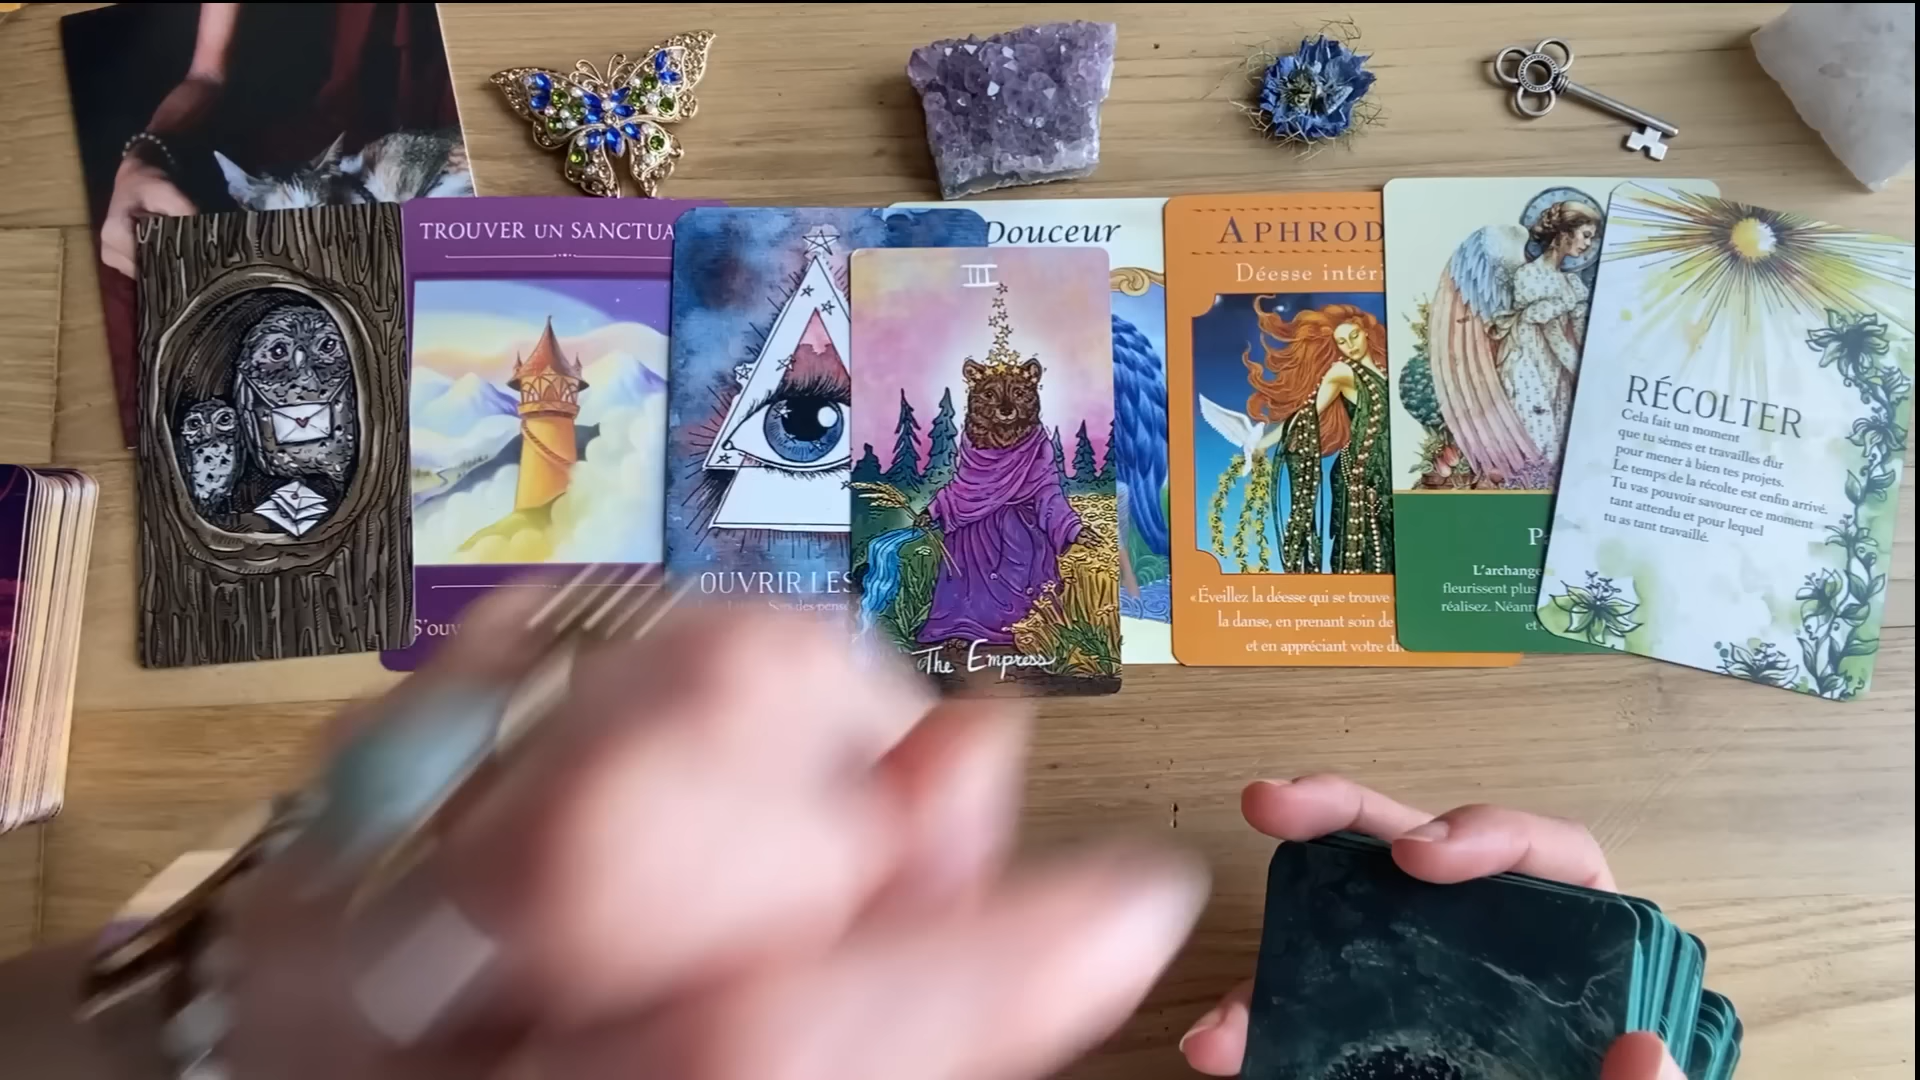 TROUVER UN SANCTUA
S'ouv
OUVRIR LES
III
The Empress
Douceur
APHROD
Déesse intéri
«Éveillez la déesse qui se trouve
la danse, en prenant soin de
et en appréciant votre d
P
L'archange
fleurissent plus
réalisez. Néann
et
RÉCOLTER
Cela fait un moment
que tu sèmes et travailles dur
pour mener à bien tes projets.
Le temps de la récolte est enfin arrivé.
Tu vas pouvoir savourer ce moment
tant attendu et pour lequel
tu as tant travaillé.